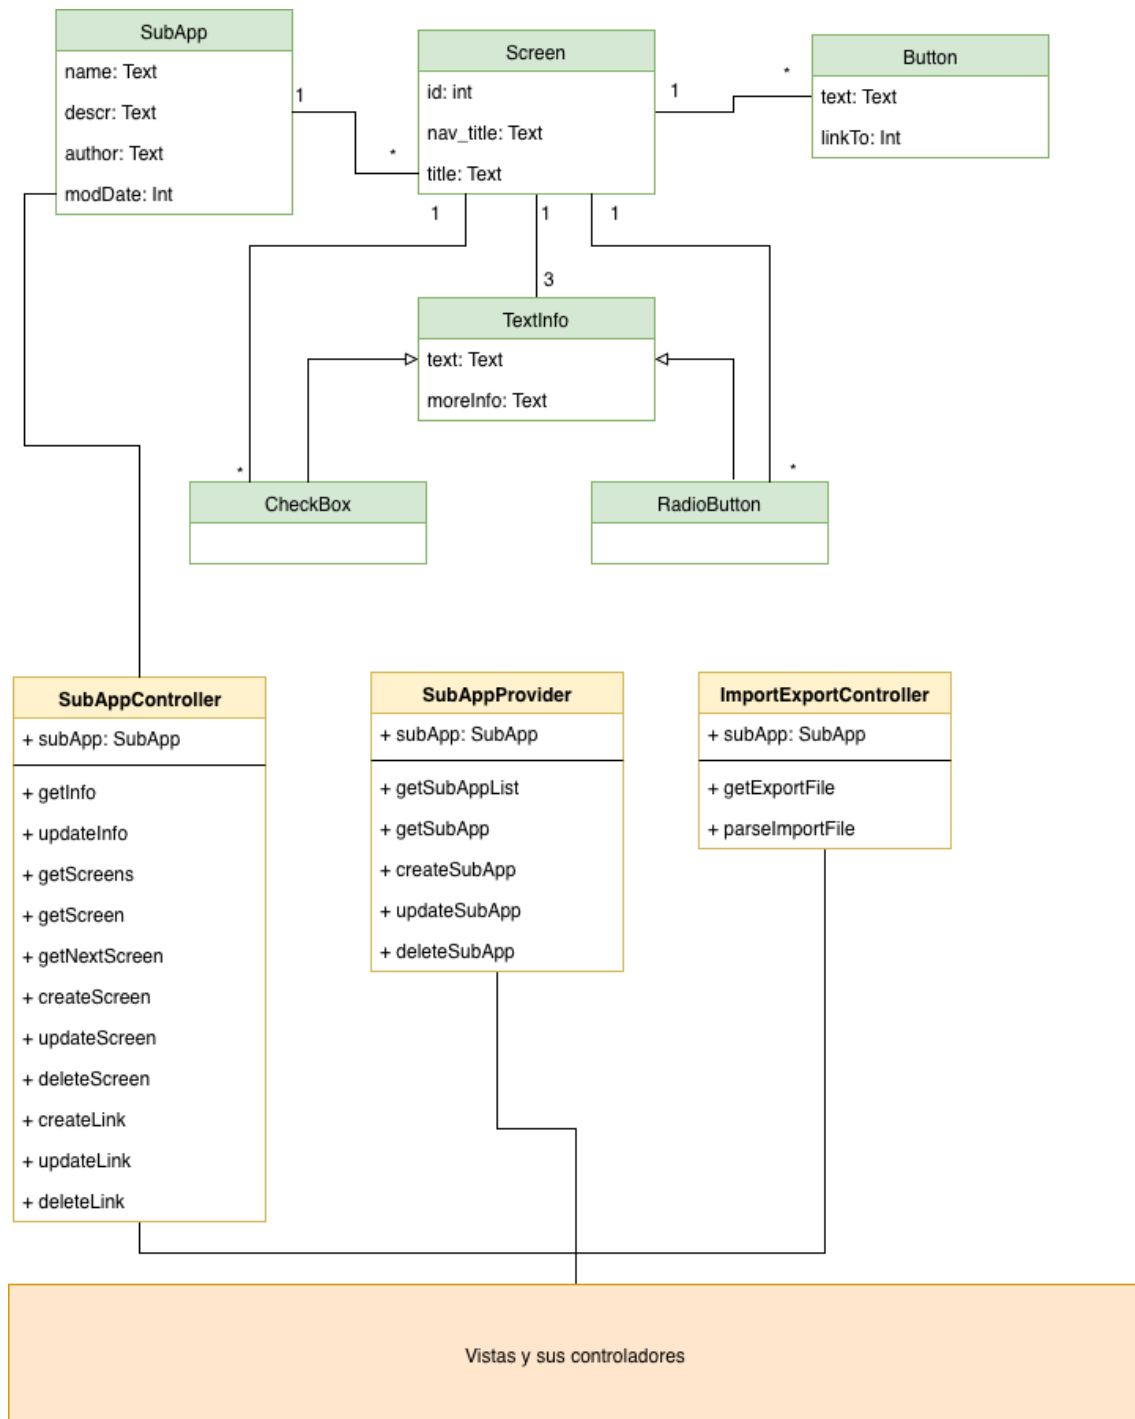 SubApp
name: Text
descr: Text
author: Text
modDate: Int
1
*
Screen
id: int
nav_title: Text
title: Text
1
*
Button
text: Text
linkTo: Int
1
1
1
3
TextInfo
text: Text
moreInfo: Text
*
*
CheckBox
RadioButton
SubAppController
+ subApp: SubApp
+ getInfo
+ updateInfo
+ getScreens
+ getScreen
+ getNextScreen
+ createScreen
+ updateScreen
+ deleteScreen
+ createLink
+ updateLink
+ deleteLink
SubAppProvider
+ subApp: SubApp
+ getSubAppList
+ getSubApp
+ createSubApp
+ updateSubApp
+ deleteSubApp
ImportExportController
+ subApp: SubApp
+ getExportFile
+ parseImportFile
Vistas y sus controladores